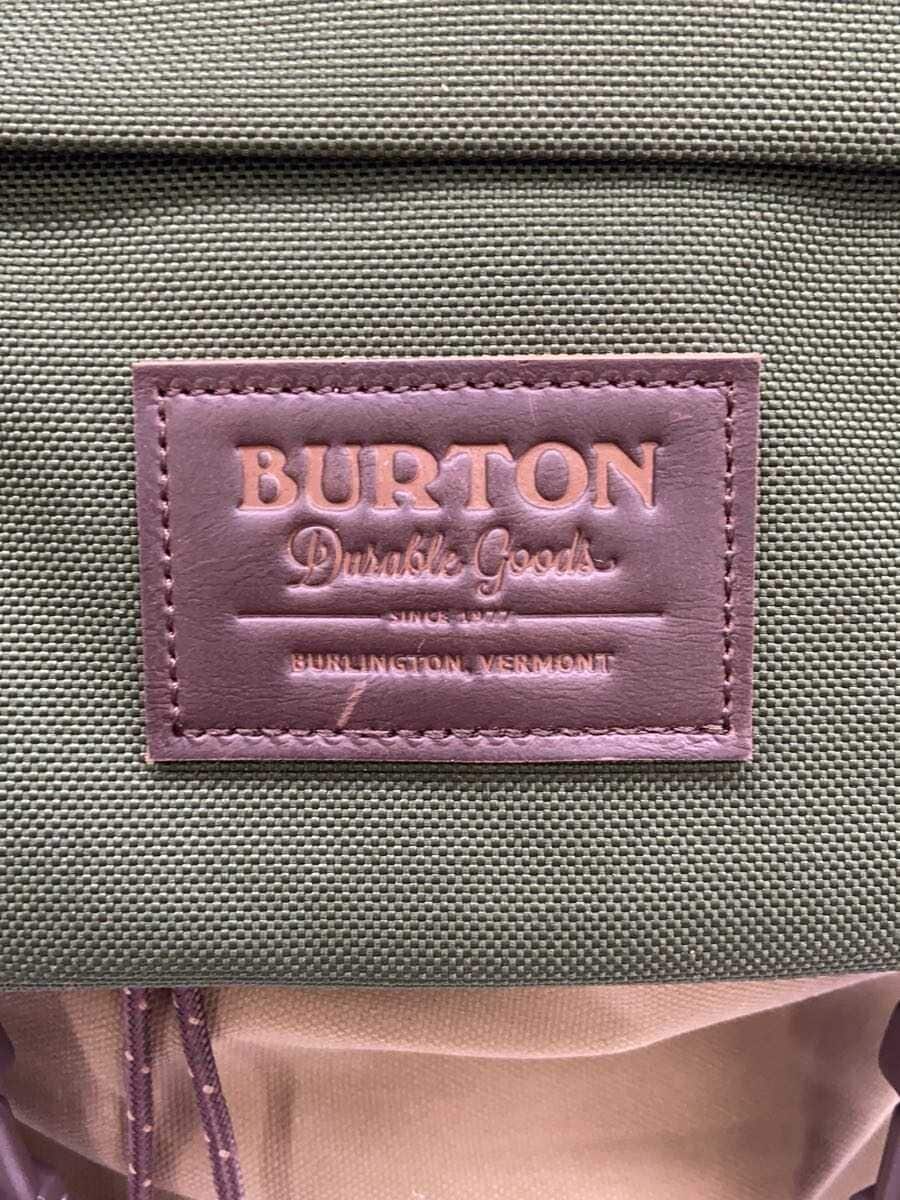 BURTON
Durable Goods
SINCE 1977
BURLINGTON, VERMONT